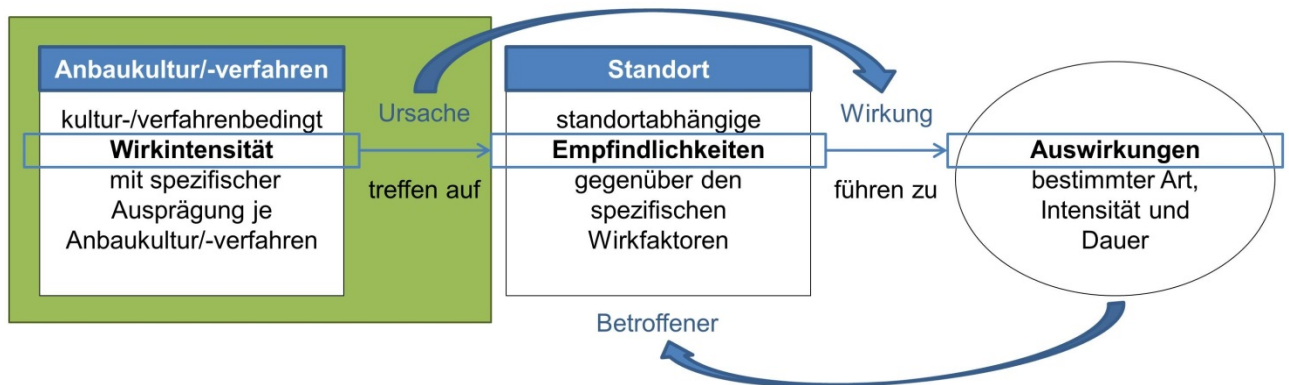 Anbaukultur/-verfahren
kultur-/verfahrenbedingt
Wirkintensität
mit spezifischer
Ausprägung je
Anbaukultur/-verfahren
Ursache
treffen auf
Standort
standortabhängige
Empfindlichkeiten
gegenüber den
spezifischen
Wirkfaktoren
Betroffener
Wirkung
führen zu
Auswirkungen
bestimmter Art,
Intensität und
Dauer